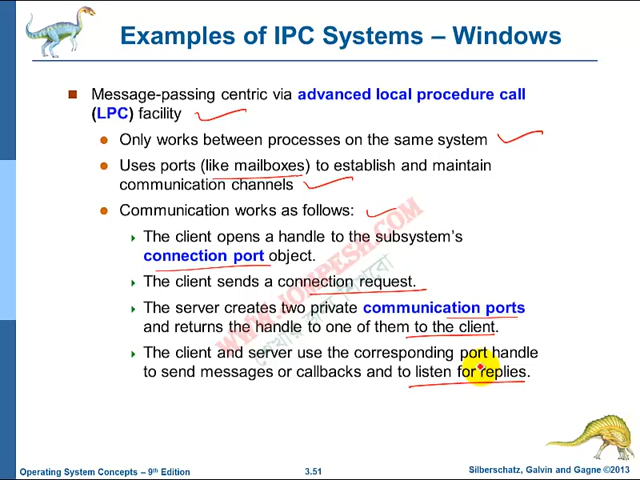 Examples of IPC Systems – Windows
Message-passing centric via advanced local procedure call
(LPC) facility
Only works between processes on the same system
Uses ports (like mailboxes) to establish and maintain
communication channels
Communication works as follows:
The client opens a handle to the subsystem's
connection port object.
The client sends a connection request.
The server creates two private communication ports
and returns the handle to one of them to the client.
The client and server use the corresponding port handle
to send messages or callbacks and to listen for replies.
WWW.JOMPESH.COM
Operating System Concepts – 9th Edition
3.51
Silberschatz, Galvin and Gagne ©2013